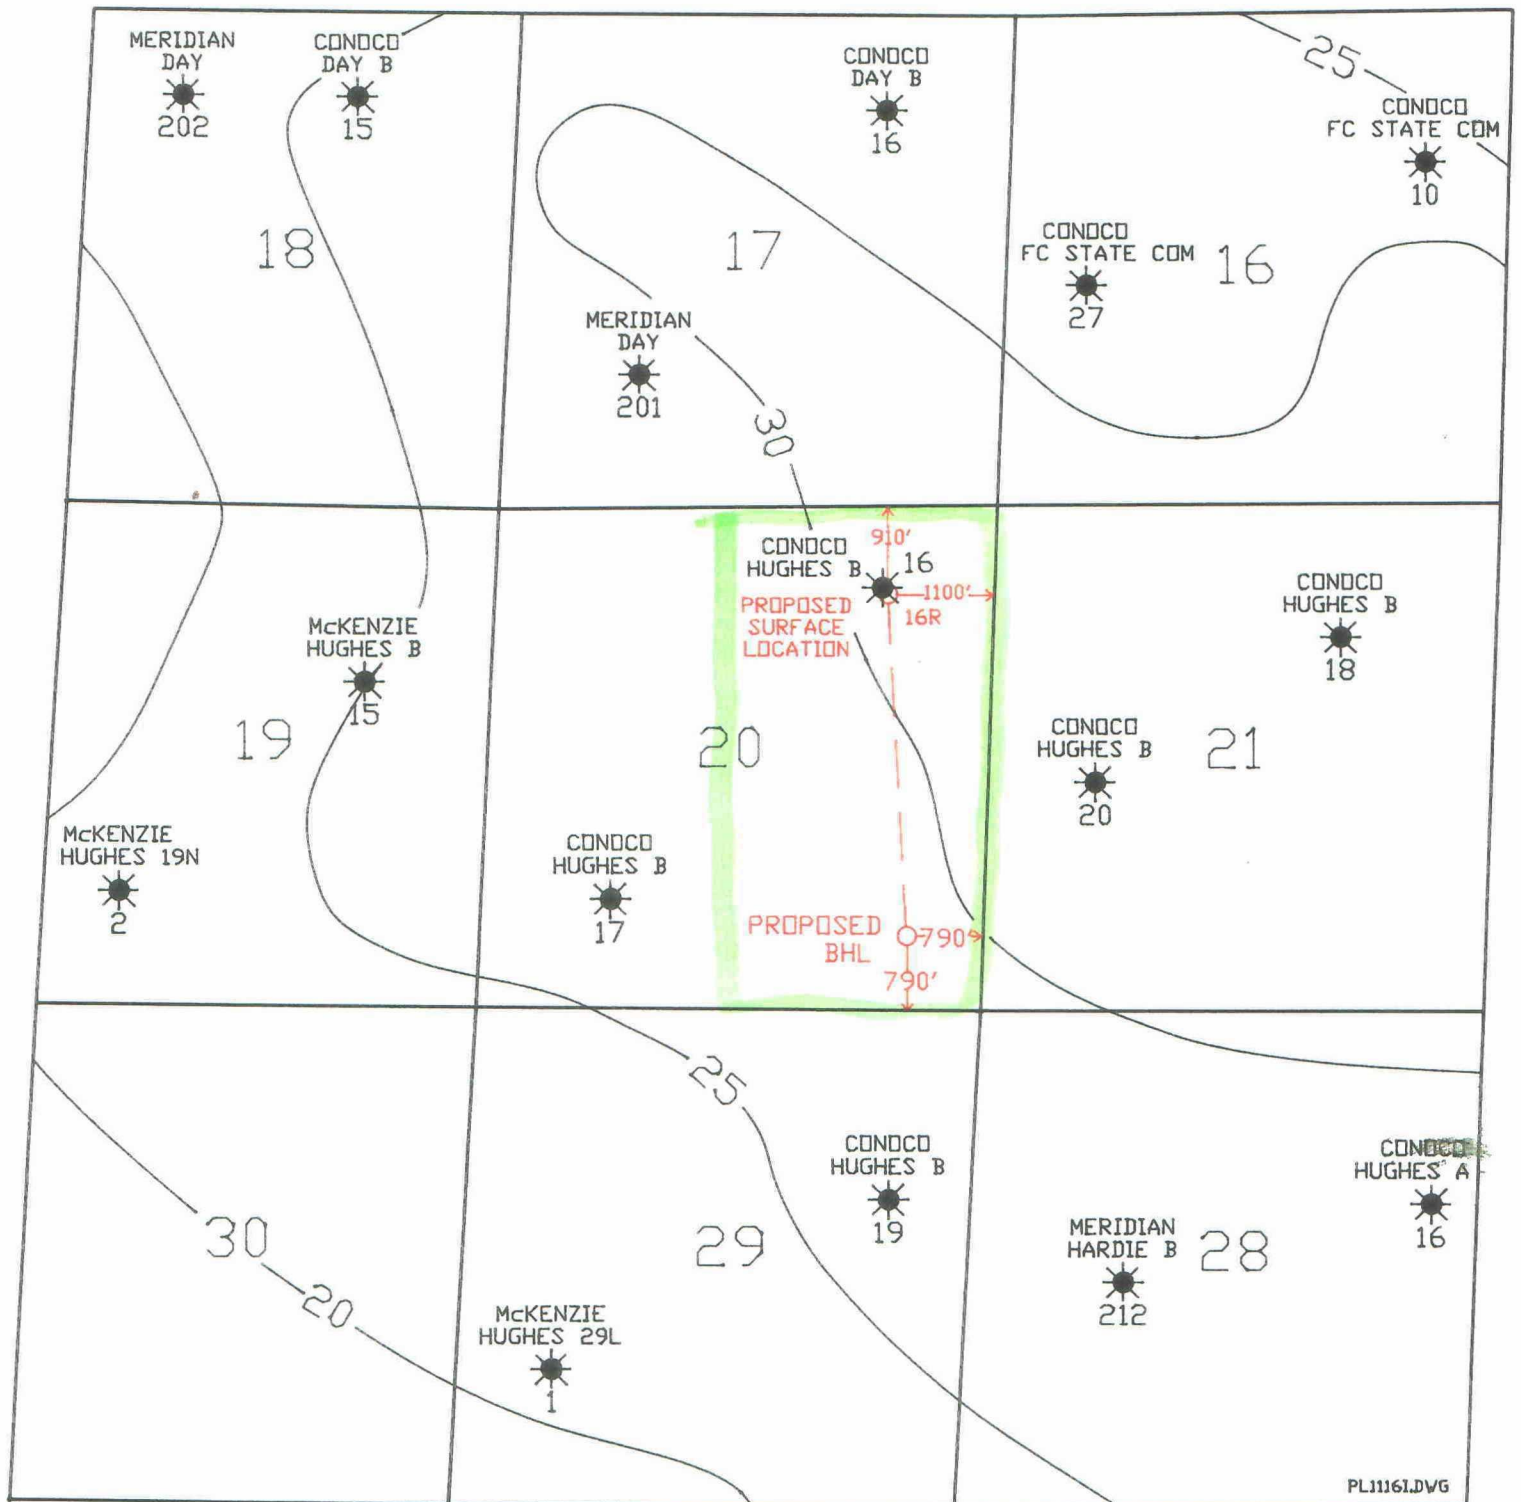 MERIDIAN
DAY
202
CONOCO
DAY B
15
CONOCO
DAY B
16
25
CONOCO
FC STATE COM
10
18
17
CONOCO
FC STATE COM
27
16
MERIDIAN
DAY
201
30
CONOCO
HUGHES B
16
910'
1100'
16R
PROPOSED
SURFACE
LOCATION
CONOCO
HUGHES B
18
McKENZIE
HUGHES B
15
19
20
CONOCO
HUGHES B
20
21
McKENZIE
HUGHES 19N
2
CONOCO
HUGHES B
17
PROPOSED
BHL
790'
790'
25
CONOCO
HUGHES B
19
CONOCO
HUGHES A
16
30
29
MERIDIAN
HARDIE B
212
28
20
McKENZIE
HUGHES 29L
1
PL1116I.DWG